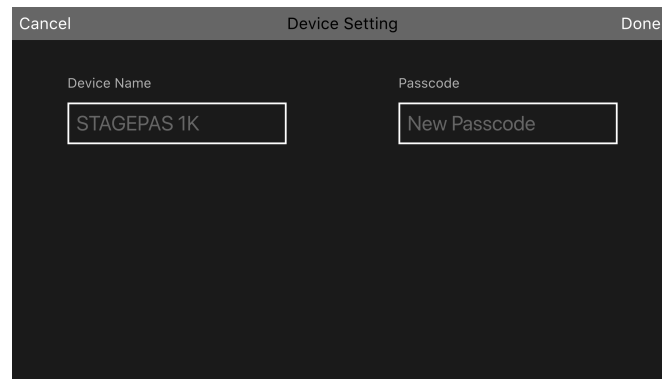 Cancel Device Setting Done
Device Name Passcode
STAGEPAS 1K New Passcode